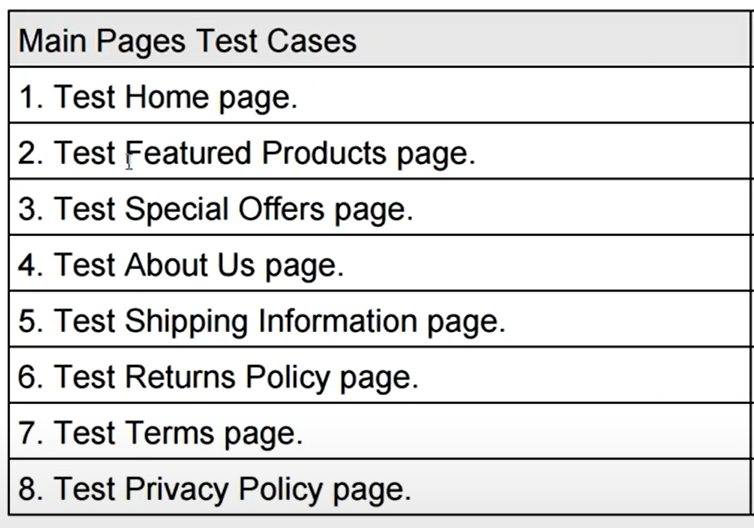 Main Pages Test Cases
1. Test Home page.
2. Test Featured Products page.
3. Test Special Offers page.
4. Test About Us page.
5. Test Shipping Information page.
6. Test Returns Policy page.
7. Test Terms page.
8. Test Privacy Policy page.